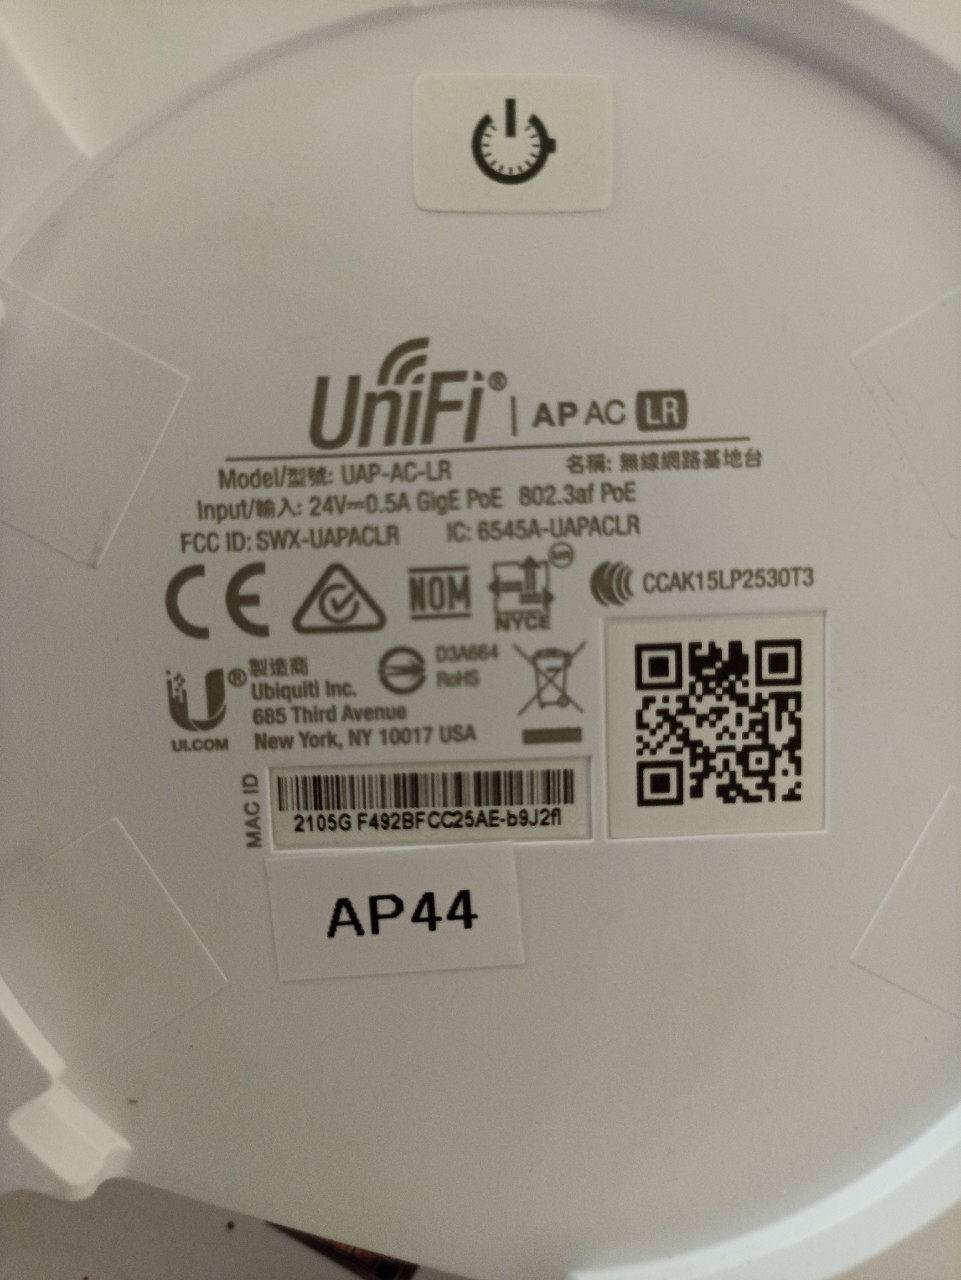 UniFi® | AP AC LR
Model/型號: UAP-AC-LR 名稱: 無線網路基地台
Input/輸入: 24V⎓0.5A GigE PoE 802.3af PoE
FCC ID: SWX-UAPACLR IC: 6545A-UAPACLR
CE NOM NYCE CCAK15LP2530T3
D3A664
RoHS
U® 製造商
Ubiquiti Inc.
685 Third Avenue
New York, NY 10017 USA
UI.COM
MAC ID
2105G F492BFCC25AE-b9J2fl
AP44